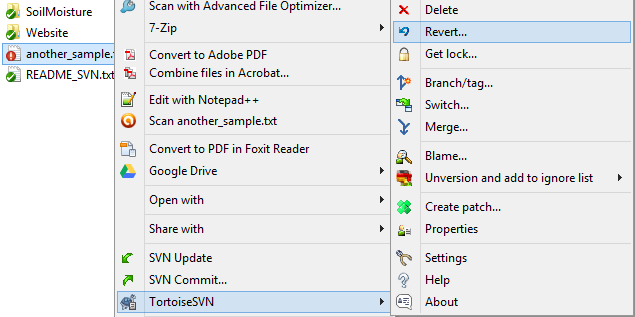 SoilMoisture
Website
another_sample.t
README_SVN.txt
Scan with Advanced File Optimizer...
7-Zip
Convert to Adobe PDF
Combine files in Acrobat...
Edit with Notepad++
Scan another_sample.txt
Convert to PDF in Foxit Reader
Google Drive
Open with
Share with
SVN Update
SVN Commit...
TortoiseSVN
Delete
Revert...
Get lock...
Branch/tag...
Switch...
Merge...
Blame...
Unversion and add to ignore list
Create patch...
Properties
Settings
Help
About